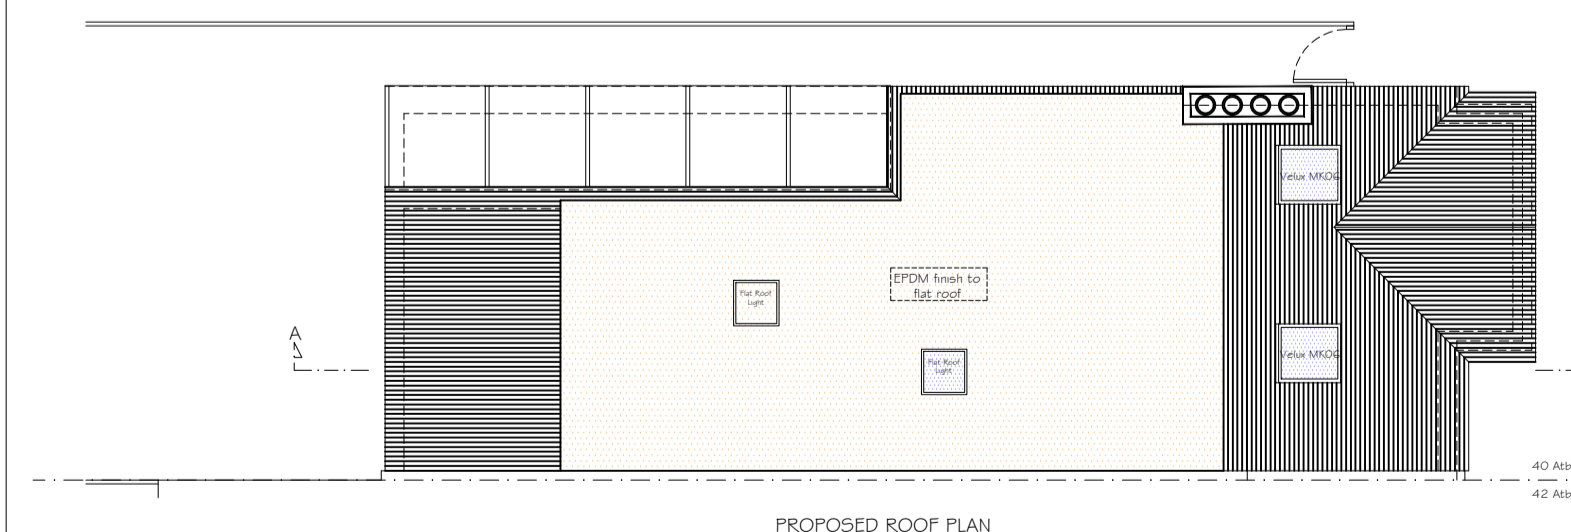 Velux MK06
EPDM finish to
flat roof
Flat Roof
Light
A
Flat Roof
Light
Velux MK06
40 Atb
42 Atb
PROPOSED ROOF PLAN